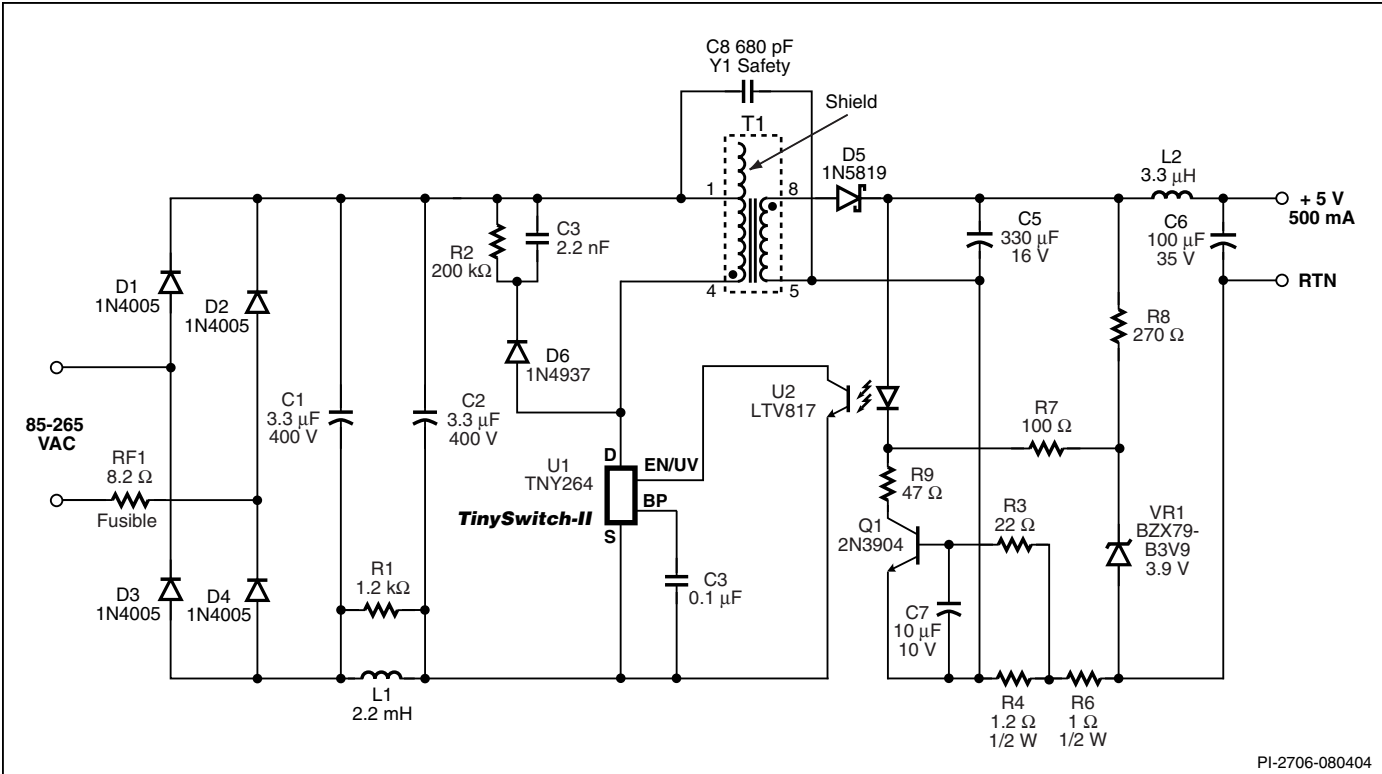 C8 680 pF
Y1 Safety
Shield
T1
D5
1N5819
L2
3.3 µH
1
8
+ 5 V
500 mA
C5
330 µF
16 V
C6
100 µF
35 V
R2
200 kΩ
C3
2.2 nF
D1
1N4005
D2
1N4005
4
5
RTN
R8
270 Ω
D6
1N4937
85-265
VAC
C1
3.3 µF
400 V
C2
3.3 µF
400 V
U2
LTV817
R7
100 Ω
RF1
8.2 Ω
Fusible
U1
TNY264
D
EN/UV
BP
S
TinySwitch-II
R9
47 Ω
Q1
2N3904
R3
22 Ω
VR1
BZX79-
B3V9
3.9 V
D3
1N4005
D4
1N4005
R1
1.2 kΩ
C3
0.1 µF
C7
10 µF
10 V
L1
2.2 mH
R4
1.2 Ω
1/2 W
R6
1 Ω
1/2 W
PI-2706-080404